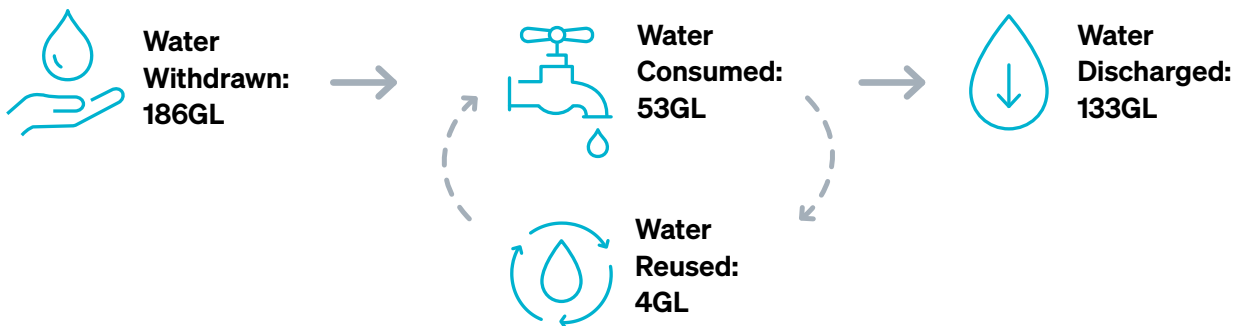 Water
Withdrawn:
186GL
Water
Consumed:
53GL
Water
Discharged:
133GL
Water
Reused:
4GL